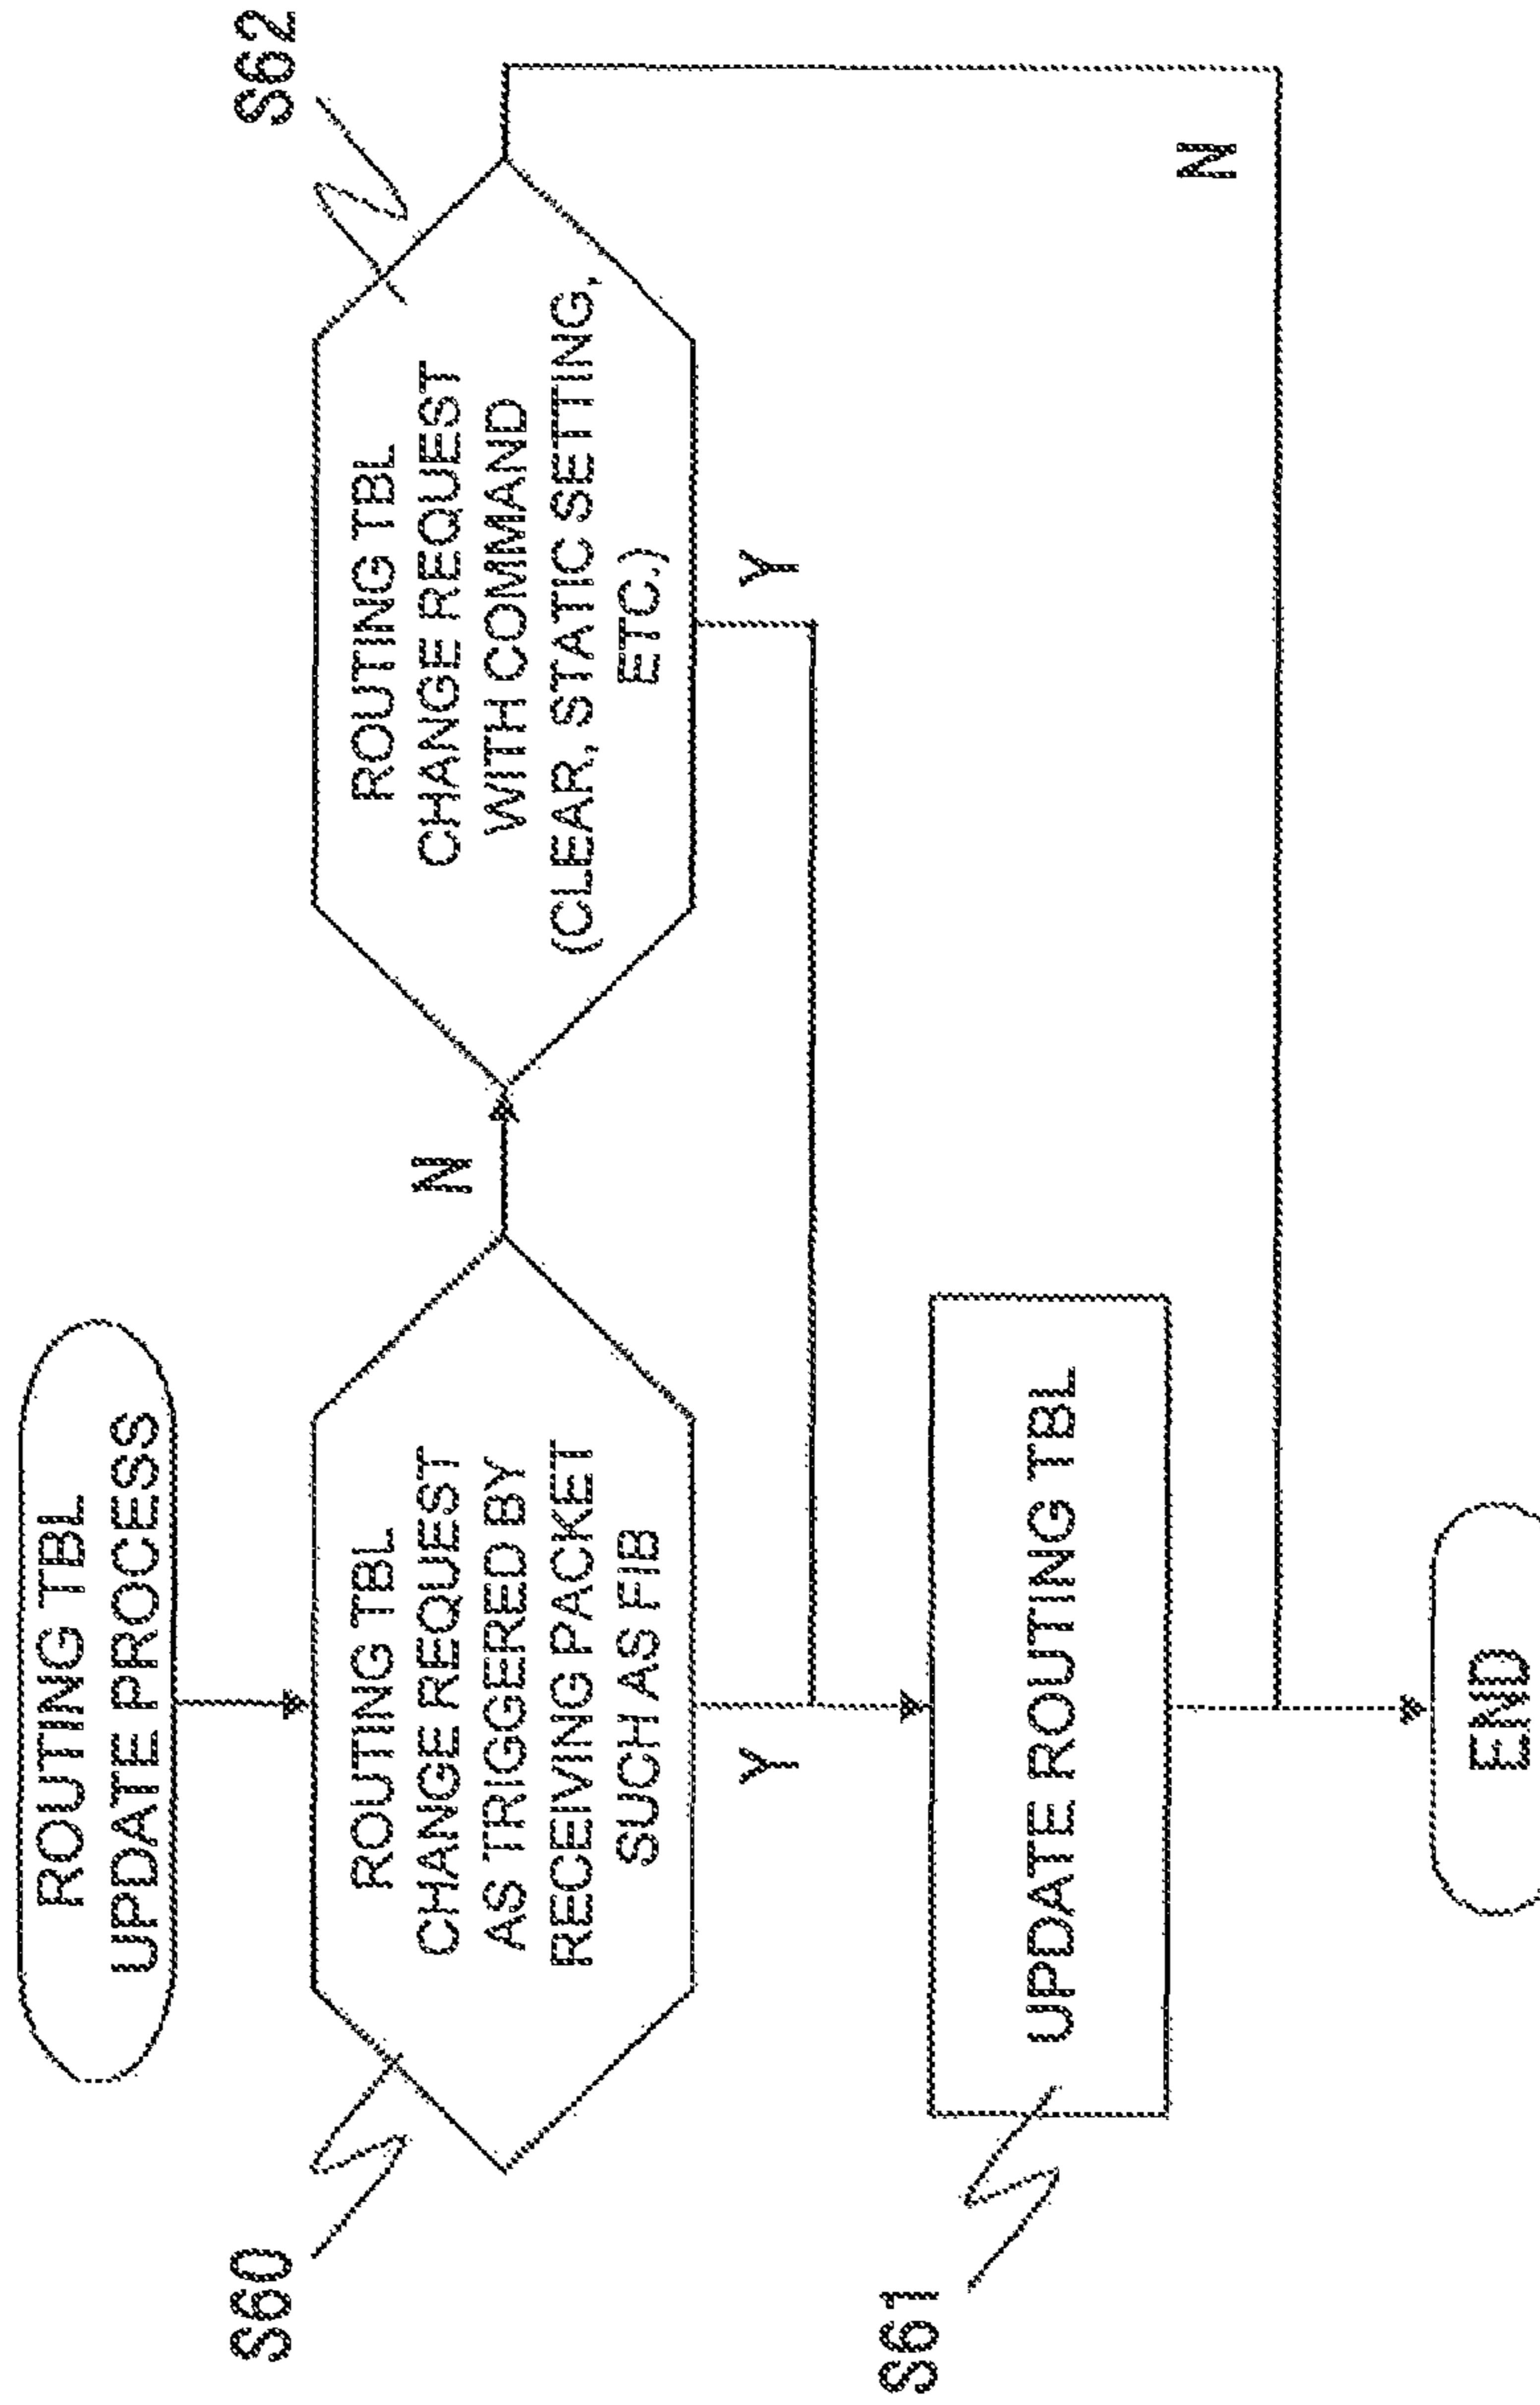 ROUTING TBL
UPDATE PROCESS
S60
ROUTING TBL
CHANGE REQUEST
AS TRIGGERED BY
RECEIVING PACKET
SUCH AS FIB
N
S62
ROUTING TBL
CHANGE REQUEST
WITH COMMAND
(CLEAR, STATIC SETTING,
ETC.)
Y
Y
S61
UPDATE ROUTING TBL
N
END